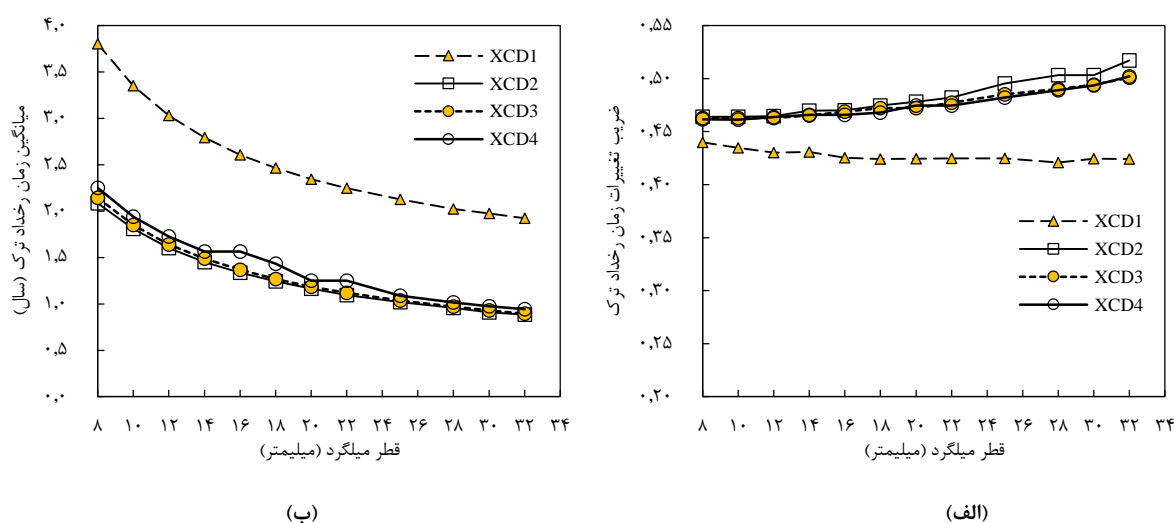 ضریب تغییرات زمان رخداد ترک
۰٫۵۵
۰٫۵۰
۰٫۴۵
۰٫۴۰
۰٫۳۵
۰٫۳۰
۰٫۲۵
۰٫۲۰
XCD1
XCD2
XCD3
XCD4
۸ ۱۰ ۱۲ ۱۴ ۱۶ ۱۸ ۲۰ ۲۲ ۲۴ ۲۶ ۲۸ ۳۰ ۳۲ ۳۴
قطر میلگرد (میلیمتر)
(الف)
میانگین زمان رخداد ترک (سال)
۴٫۰
۳٫۵
۳٫۰
۲٫۵
۲٫۰
۱٫۵
۱٫۰
۰٫۵
۰٫۰
XCD1
XCD2
XCD3
XCD4
۸ ۱۰ ۱۲ ۱۴ ۱۶ ۱۸ ۲۰ ۲۲ ۲۴ ۲۶ ۲۸ ۳۰ ۳۲ ۳۴
قطر میلگرد (میلیمتر)
(ب)